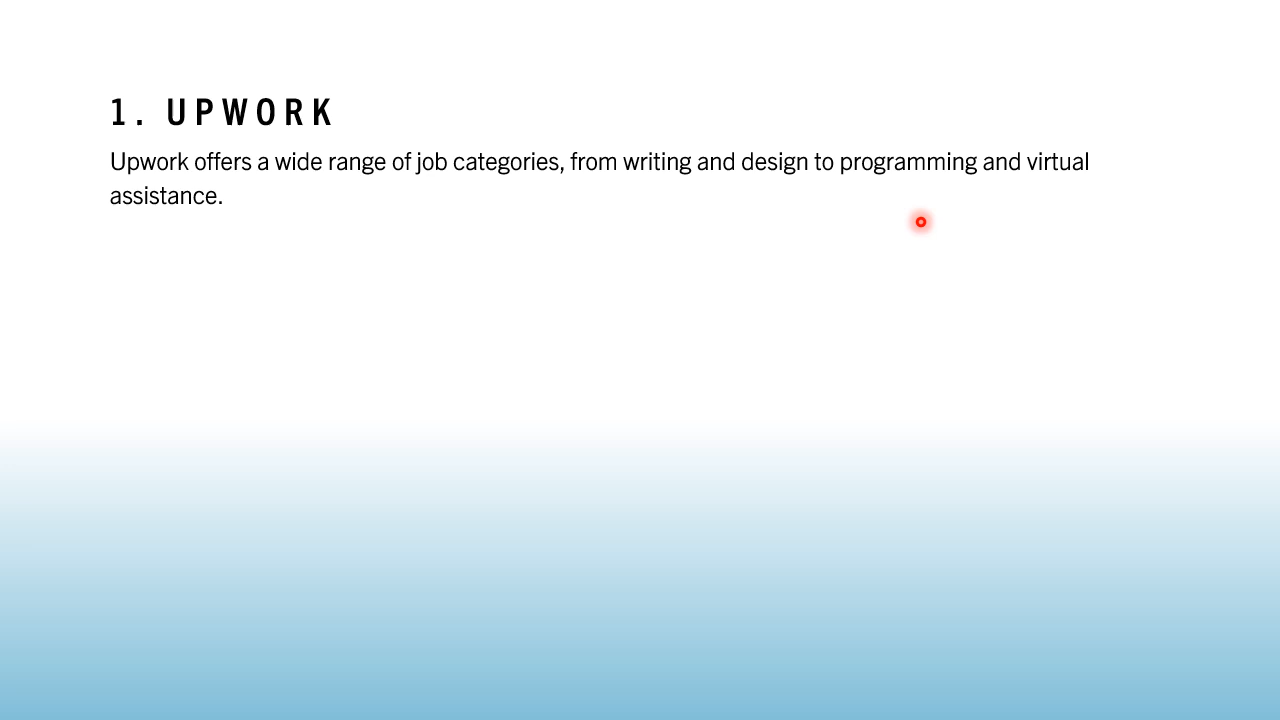 1. UPWORK
Upwork offers a wide range of job categories, from writing and design to programming and virtual
assistance.